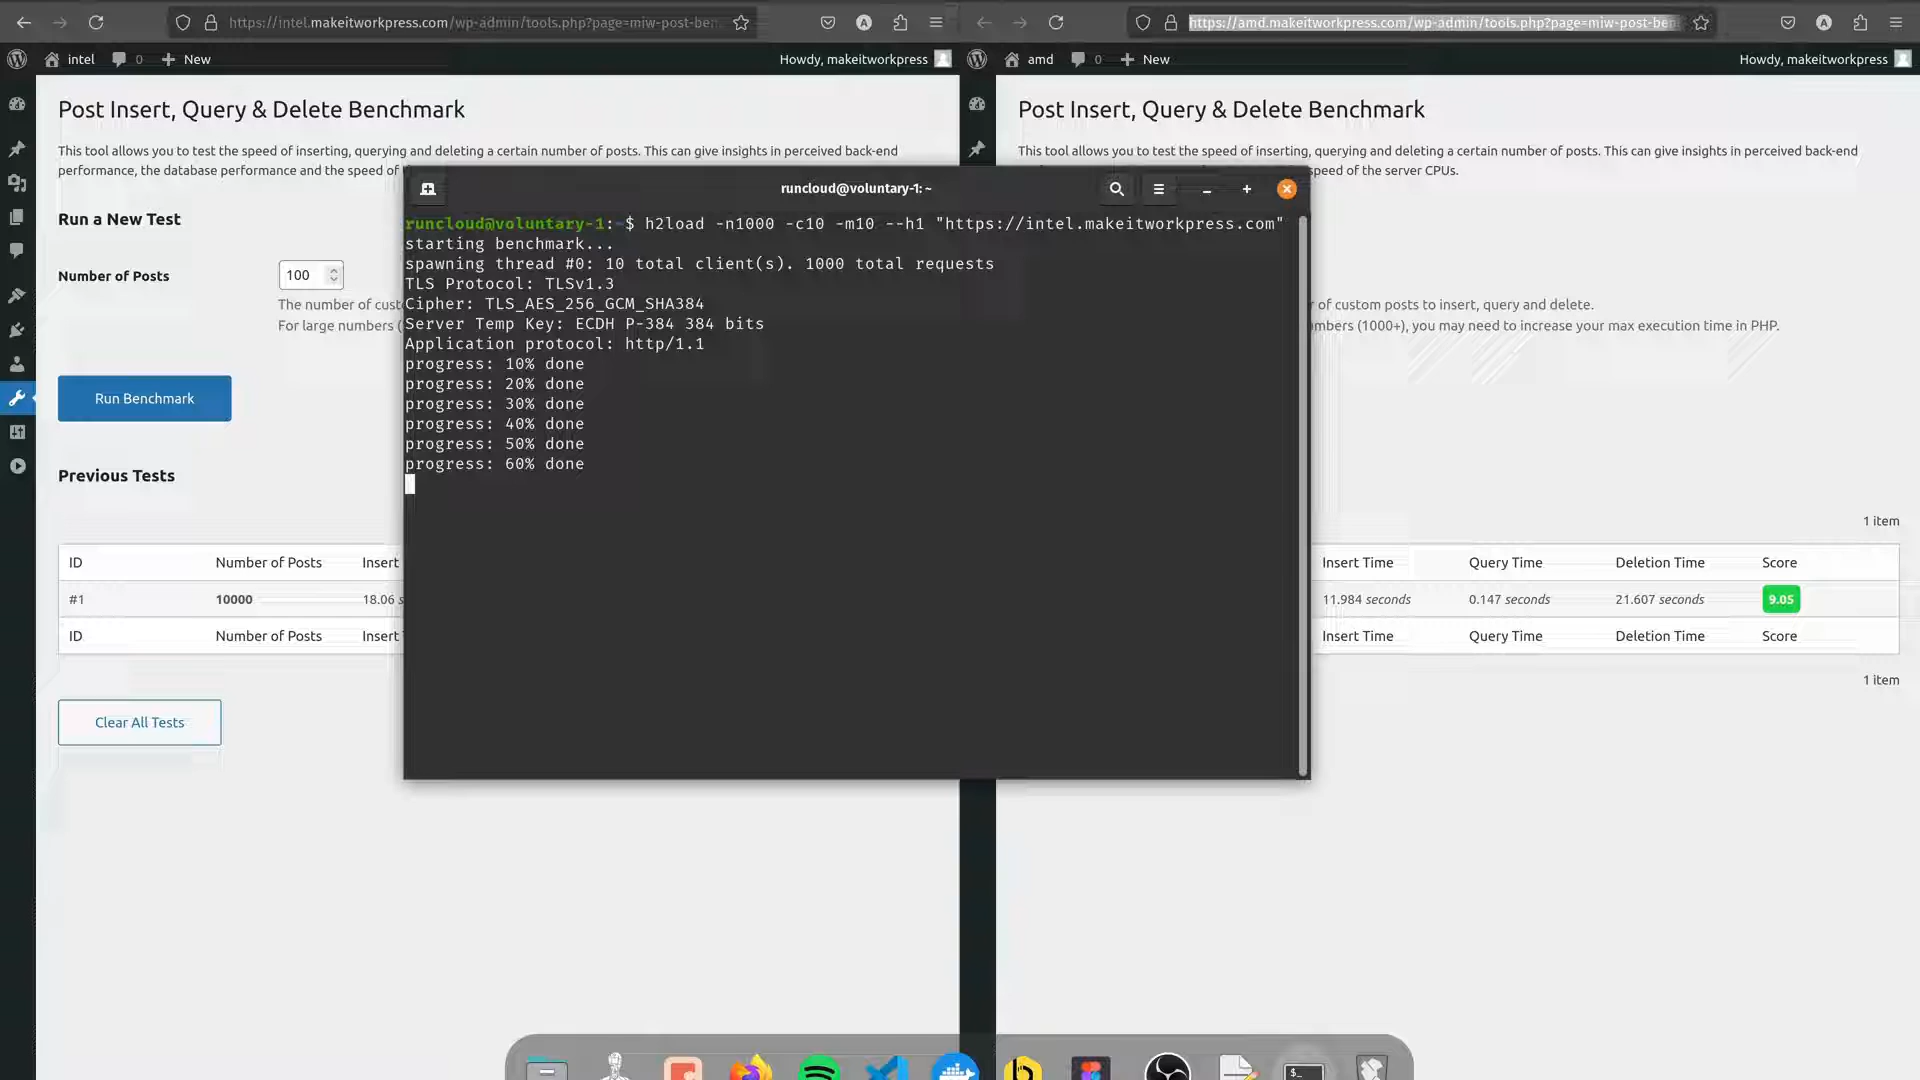 https://intel.makeitworkpress.com/wp-admin/tools.php?page=miw-post-ben
https://amd.makeitworkpress.com/wp-admin/tools.php?page=miw-post-ben
intel 0 New Howdy, makeitworkpress
amd 0 New Howdy, makeitworkpress
Post Insert, Query & Delete Benchmark
This tool allows you to test the speed of inserting, querying and deleting a certain number of posts. This can give insights in perceived back-end
performance, the database performance and the speed of
Run a New Test
Number of Posts 100
The number of cust
For large numbers (
Run Benchmark
Previous Tests
ID Number of Posts Insert
#1 10000 18.06 s
ID Number of Posts Insert
Clear All Tests
runcloud@voluntary-1: ~
runcloud@voluntary-1:~$ h2load -n1000 -c10 -m10 --h1 "https://intel.makeitworkpress.com"
starting benchmark...
spawning thread #0: 10 total client(s). 1000 total requests
TLS Protocol: TLSv1.3
Cipher: TLS_AES_256_GCM_SHA384
Server Temp Key: ECDH P-384 384 bits
Application protocol: http/1.1
progress: 10% done
progress: 20% done
progress: 30% done
progress: 40% done
progress: 50% done
progress: 60% done
Post Insert, Query & Delete Benchmark
This tool allows you to test the speed of inserting, querying and deleting a certain number of posts. This can give insights in perceived back-end
speed of the server CPUs.
r of custom posts to insert, query and delete.
mbers (1000+), you may need to increase your max execution time in PHP.
1 item
Insert Time Query Time Deletion Time Score
11.984 seconds 0.147 seconds 21.607 seconds 9.05
Insert Time Query Time Deletion Time Score
1 item